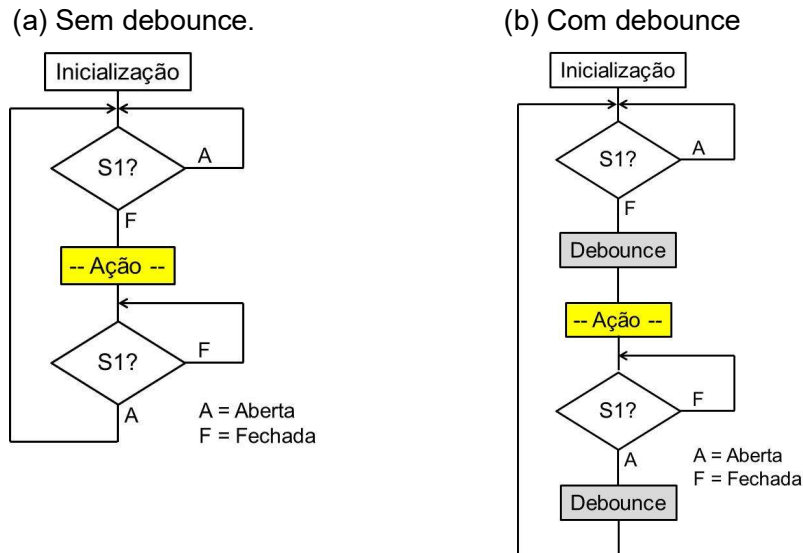 (a) Sem debounce.
Inicialização
S1?
A
F
-- Ação --
S1?
F
A
A = Aberta
F = Fechada
(b) Com debounce
Inicialização
S1?
A
F
Debounce
-- Ação --
S1?
F
A
A = Aberta
F = Fechada
Debounce